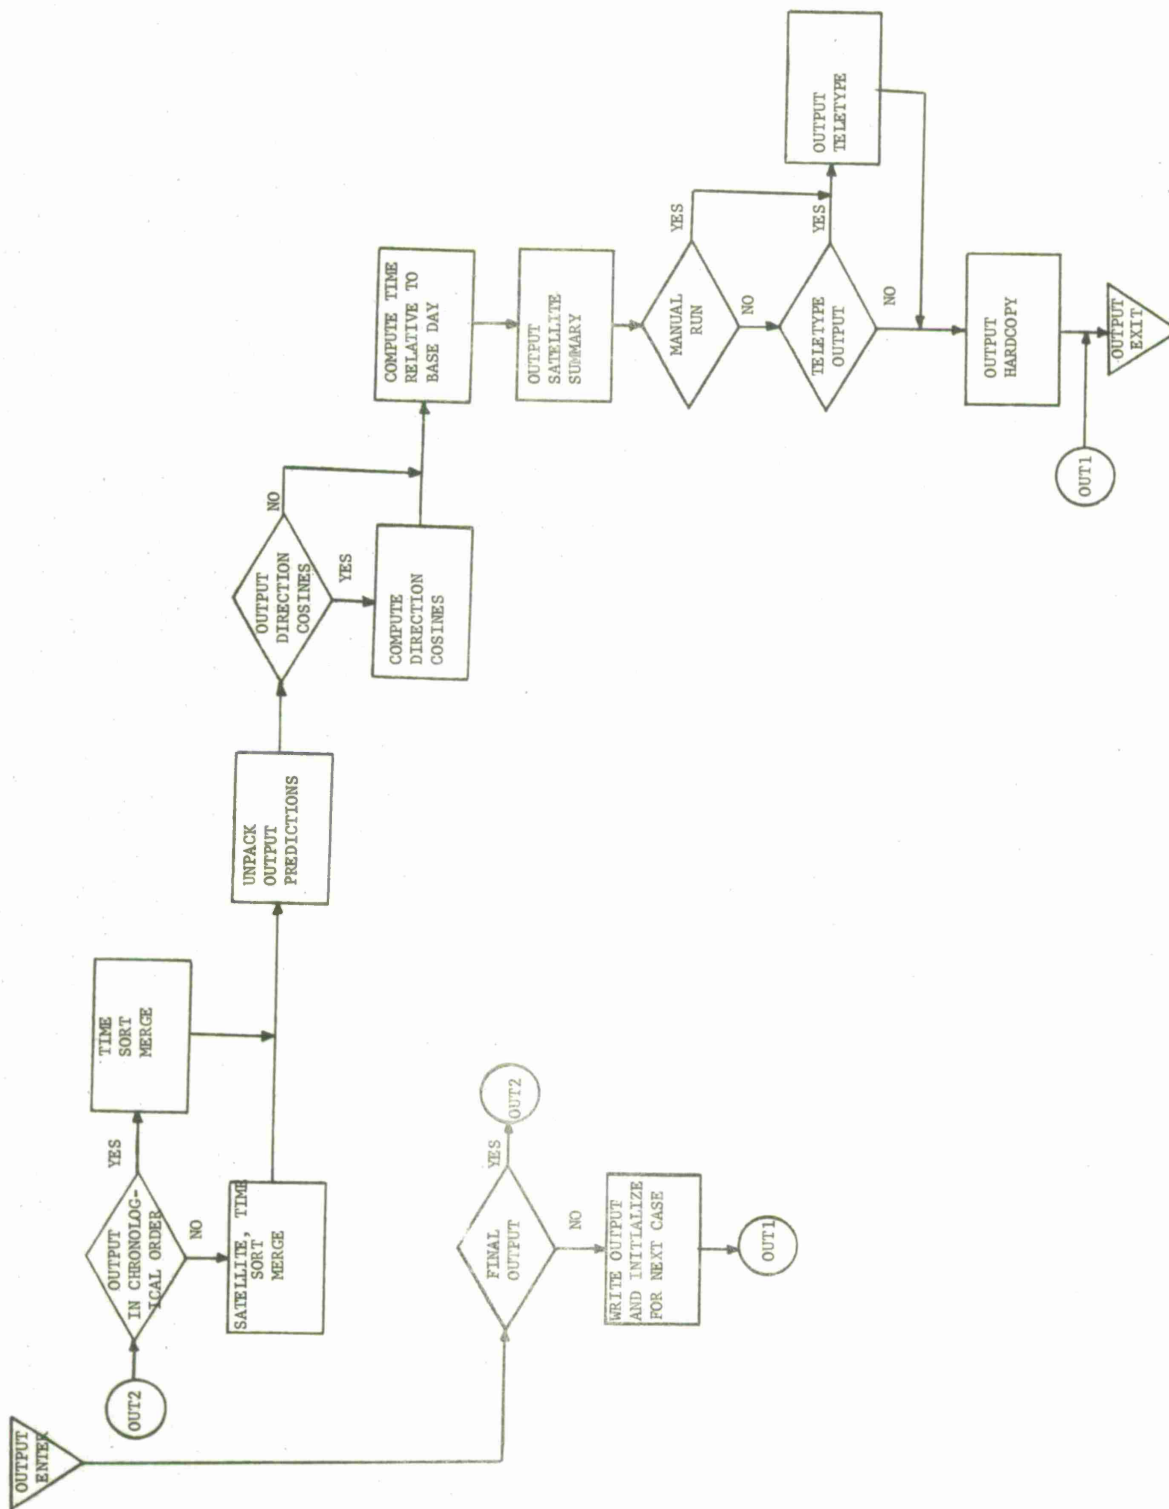 OUTPUT
ENTER
OUT2
OUTPUT
IN CHRONOLOG-
ICAL ORDER
YES
NO
TIME
SORT
MERGE
SATELLITE, TIME
SORT
MERGE
FINAL
OUTPUT
YES
OUT2
NO
WRITE OUTPUT
AND INITIALIZE
FOR NEXT CASE
OUT1
UNPACK
OUTPUT
PREDICTIONS
OUTPUT
DIRECTION
COSINES
NO
YES
COMPUTE
DIRECTION
COSINES
COMPUTE TIME
RELATIVE TO
BASE DAY
OUTPUT
SATELLITE
SUMMARY
MANUAL
RUN
YES
NO
TELETYPE
OUTPUT
YES
NO
OUTPUT
TELETYPE
OUTPUT
HARDCOPY
OUT1
OUTPUT
EXIT